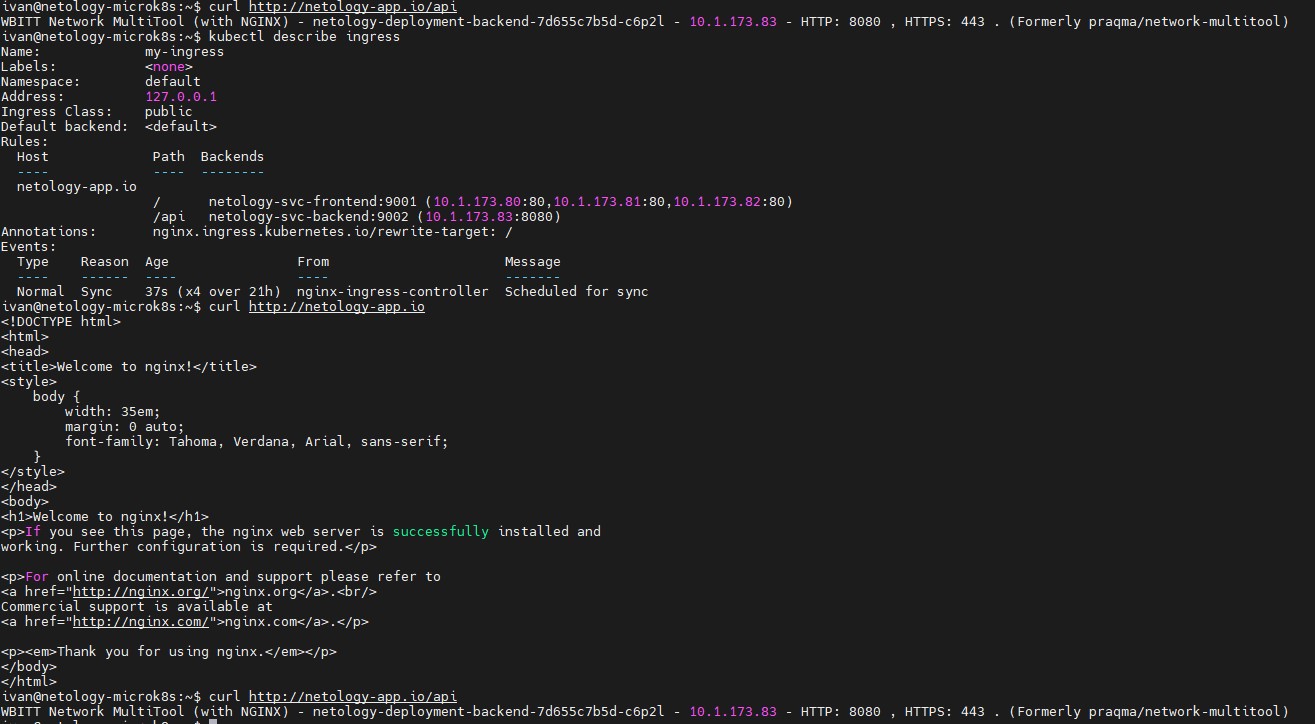 ivan@netology-microk8s:~$ curl http://netology-app.io/api
WBITT Network MultiTool (with NGINX) - netology-deployment-backend-7d655c7b5d-c6p2l - 10.1.173.83 - HTTP: 8080 , HTTPS: 443 . (Formerly praqma/network-multitool)
ivan@netology-microk8s:~$ kubectl describe ingress
Name:             my-ingress
Labels:           <none>
Namespace:        default
Address:          127.0.0.1
Ingress Class:    public
Default backend:  <default>
Rules:
  Host             Path  Backends
  ----             ----  --------
  netology-app.io
                   /      netology-svc-frontend:9001 (10.1.173.80:80,10.1.173.81:80,10.1.173.82:80)
                   /api   netology-svc-backend:9002 (10.1.173.83:8080)
Annotations:       nginx.ingress.kubernetes.io/rewrite-target: /
Events:
  Type    Reason  Age                From                      Message
  ----    ------  ----               ----                      -------
  Normal  Sync    37s (x4 over 21h)  nginx-ingress-controller  Scheduled for sync
ivan@netology-microk8s:~$ curl http://netology-app.io
<!DOCTYPE html>
<html>
<head>
<title>Welcome to nginx!</title>
<style>
    body {
        width: 35em;
        margin: 0 auto;
        font-family: Tahoma, Verdana, Arial, sans-serif;
    }
</style>
</head>
<body>
<h1>Welcome to nginx!</h1>
<p>If you see this page, the nginx web server is successfully installed and
working. Further configuration is required.</p>

<p>For online documentation and support please refer to
<a href="http://nginx.org/">nginx.org</a>.<br/>
Commercial support is available at
<a href="http://nginx.com/">nginx.com</a>.</p>

<p><em>Thank you for using nginx.</em></p>
</body>
</html>
ivan@netology-microk8s:~$ curl http://netology-app.io/api
WBITT Network MultiTool (with NGINX) - netology-deployment-backend-7d655c7b5d-c6p2l - 10.1.173.83 - HTTP: 8080 , HTTPS: 443 . (Formerly praqma/network-multitool)